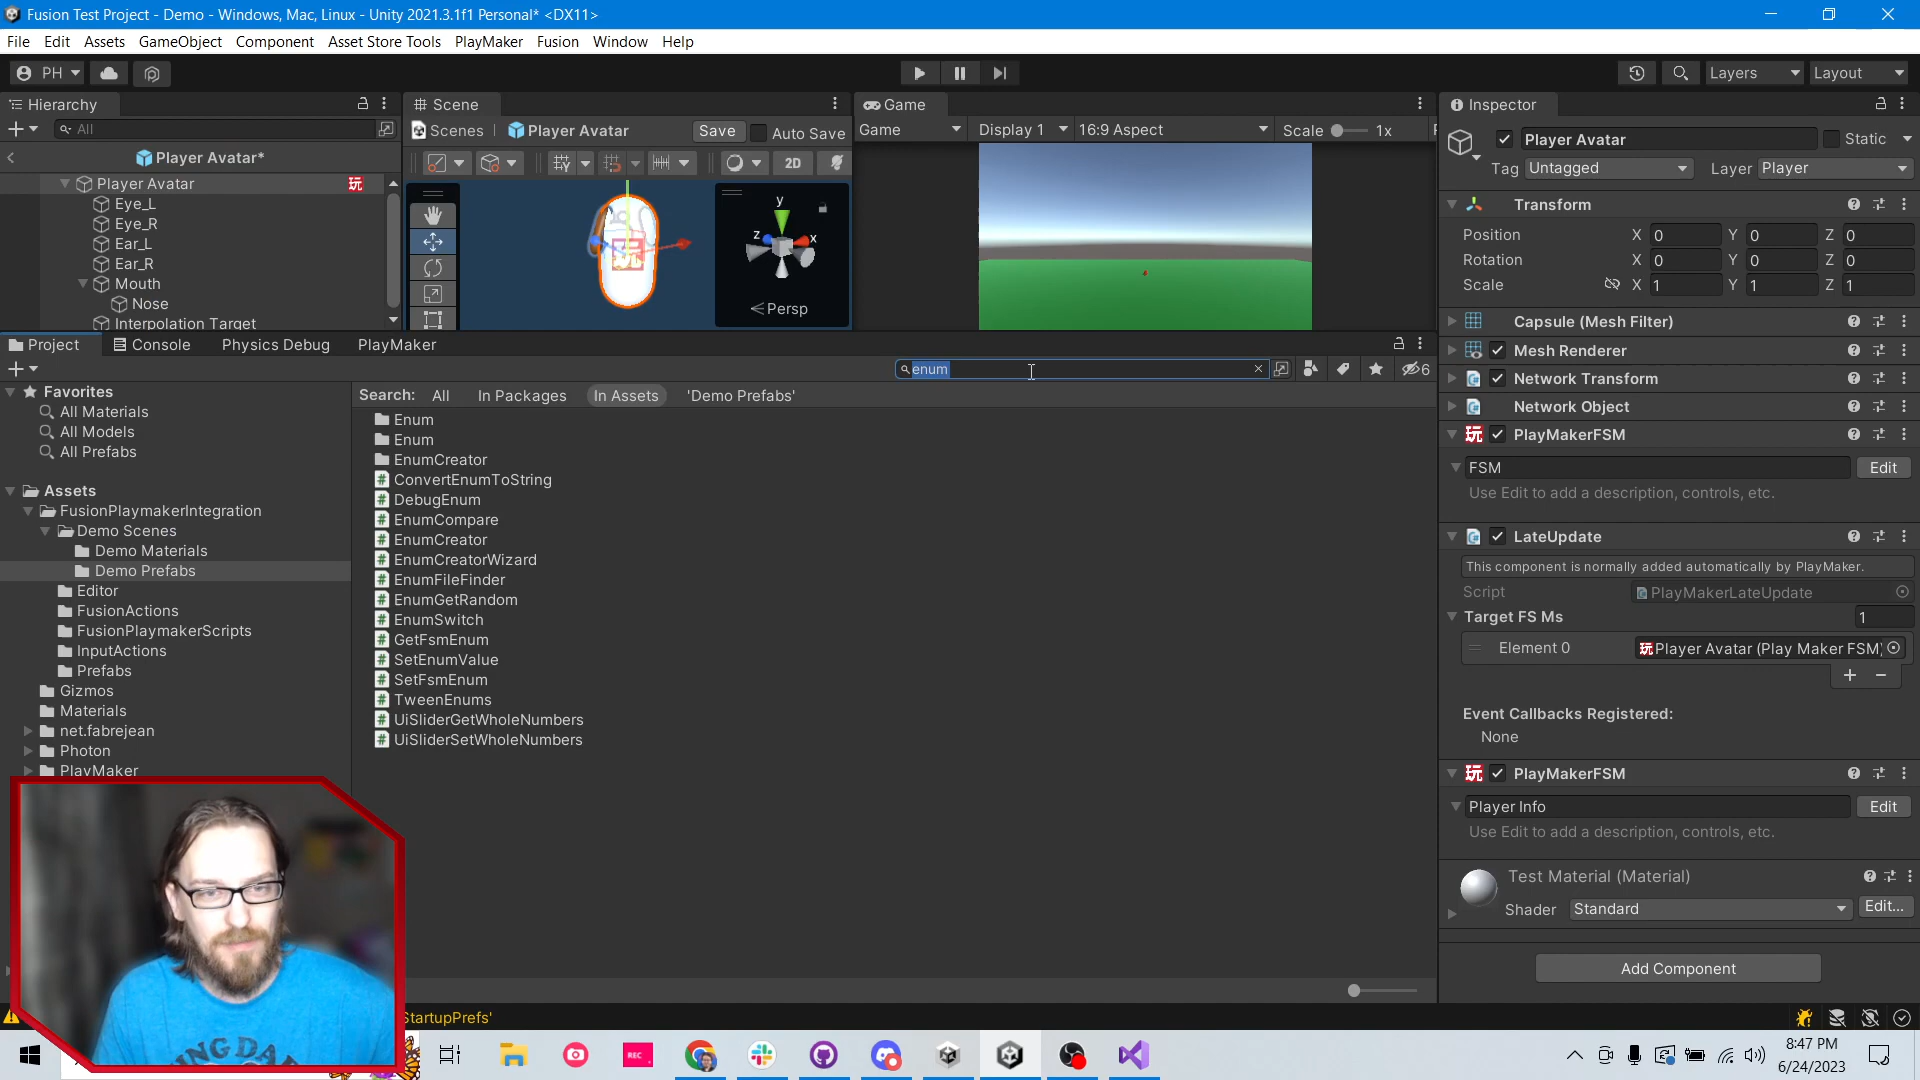 Fusion Test Project - Demo - Windows, Mac, Linux - Unity 2021.3.1f1 Personal* <DX11>
File Edit Assets GameObject Component Asset Store Tools PlayMaker Fusion Window Help
PH Layers Layout
Hierarchy
All
Player Avatar*
Player Avatar 玩
Eye_L
Eye_R
Ear_L
Ear_R
Mouth
Nose
Interpolation Target
Scene
Scenes Player Avatar Save Auto Save
2D
玩
y
z x
Persp
Game
Game Display 1 16:9 Aspect Scale 1x
Project Console Physics Debug PlayMaker
enum 6
Favorites
All Materials
All Models
All Prefabs
Assets
FusionPlaymakerIntegration
Demo Scenes
Demo Materials
Demo Prefabs
Editor
FusionActions
FusionPlaymakerScripts
InputActions
Prefabs
Gizmos
Materials
net.fabrejean
Photon
PlayMaker
Search: All In Packages In Assets 'Demo Prefabs'
Enum
Enum
EnumCreator
ConvertEnumToString
DebugEnum
EnumCompare
EnumCreator
EnumCreatorWizard
EnumFileFinder
EnumGetRandom
EnumSwitch
GetFsmEnum
SetEnumValue
SetFsmEnum
TweenEnums
UiSliderGetWholeNumbers
UiSliderSetWholeNumbers
Inspector
Player Avatar Static
Tag Untagged Layer Player
Transform
Position X 0 Y 0 Z 0
Rotation X 0 Y 0 Z 0
Scale X 1 Y 1 Z 1
Capsule (Mesh Filter)
Mesh Renderer
Network Transform
Network Object
玩 PlayMakerFSM
FSM Edit
Use Edit to add a description, controls, etc.
LateUpdate
This component is normally added automatically by PlayMaker.
Script PlayMakerLateUpdate
Target FS Ms 1
Element 0 玩 Player Avatar (Play Maker FSM)
Event Callbacks Registered:
None
玩 PlayMakerFSM
Player Info Edit
Use Edit to add a description, controls, etc.
Test Material (Material)
Shader Standard Edit...
Add Component
StartupPrefs'
REC
8:47 PM
6/24/2023